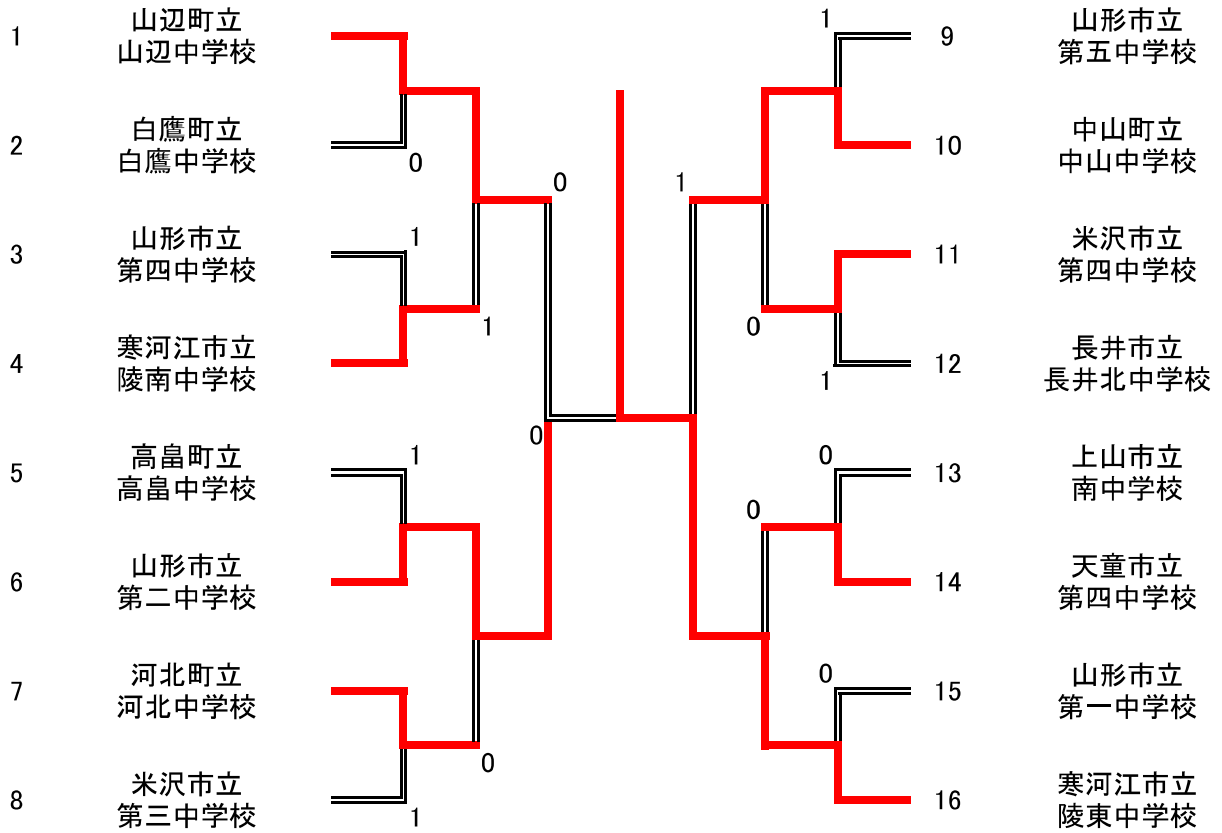 1
山辺町立
山辺中学校
2
白鷹町立
白鷹中学校
0
3
山形市立
第四中学校
1
4
寒河江市立
陵南中学校
1
0
5
高畠町立
高畠中学校
1
0
6
山形市立
第二中学校
7
河北町立
河北中学校
0
8
米沢市立
第三中学校
1
1
9
山形市立
第五中学校
10
中山町立
中山中学校
1
11
米沢市立
第四中学校
0
12
長井市立
長井北中学校
1
0
13
上山市立
南中学校
0
14
天童市立
第四中学校
0
15
山形市立
第一中学校
16
寒河江市立
陵東中学校